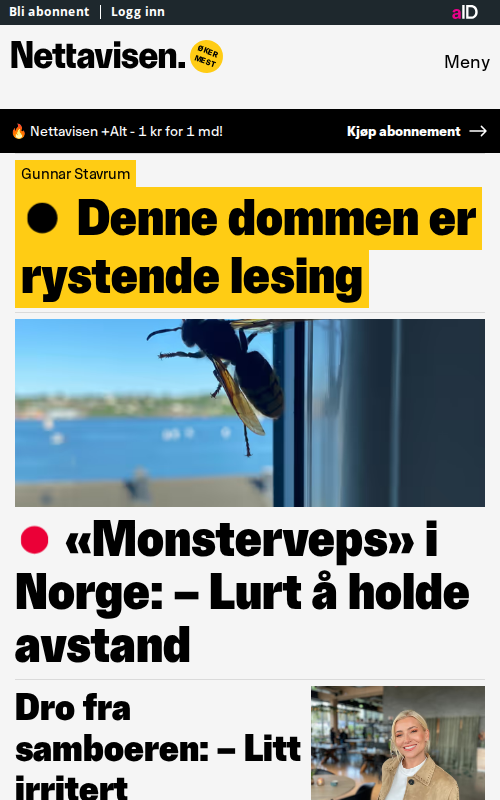 Bli abonnent
Logg inn
aID
Nettavisen.
ØKER
MEST
Meny
🔥 Nettavisen +Alt - 1 kr for 1 md!
Kjøp abonnement →
Gunnar Stavrum
Denne dommen er
rystende lesing
«Monsterveps» i
Norge: – Lurt å holde
avstand
Dro fra
samboeren: – Litt
irritert